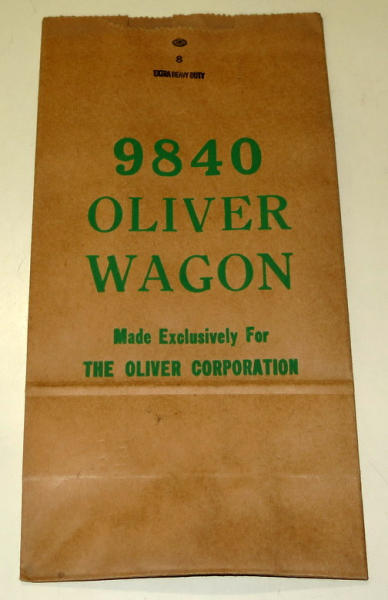 8
EXTRA HEAVY DUTY
9840
OLIVER
WAGON
Made Exclusively For
THE OLIVER CORPORATION